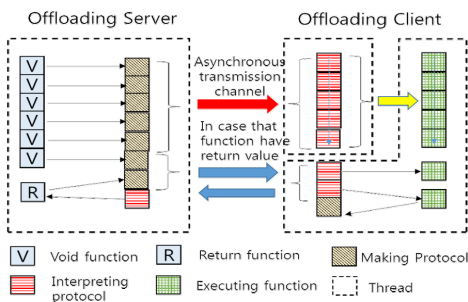 Offloading Server
Offloading Client
V
V
V
V
V
V
R
Asynchronous
transmission
channel
In case that
function have
return value
V Void function
R Return function
Making Protocol
Interpreting
protocol
Executing function
Thread